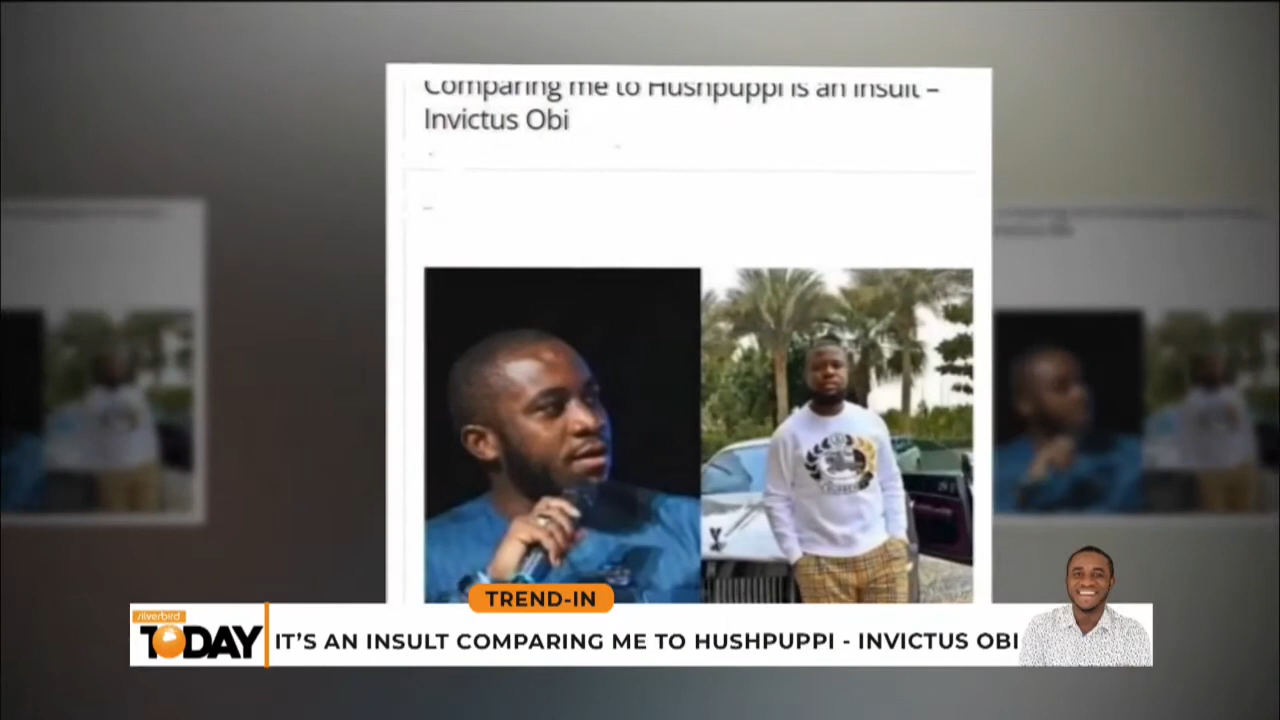 Comparing me to Hushpuppi is an insult –
Invictus Obi
TREND-IN
silverbird
TODAY
IT'S AN INSULT COMPARING ME TO HUSHPUPPI - INVICTUS OBI